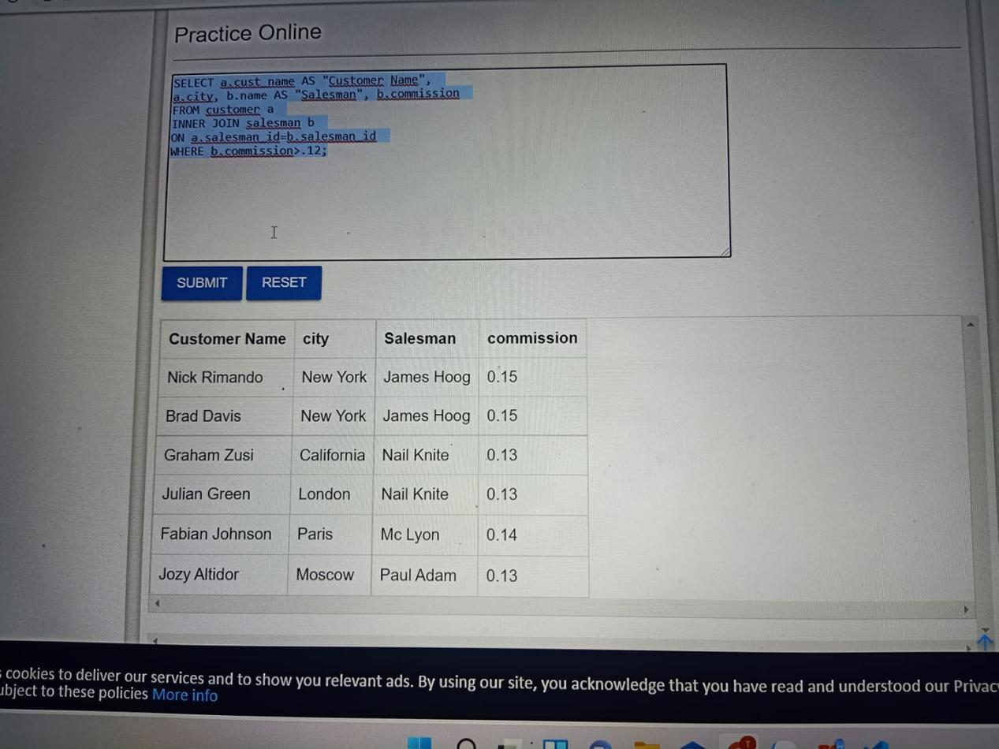 Practice Online
SELECT a.cust_name AS "Customer Name",
a.city, b.name AS "Salesman", b.commission
FROM customer a
INNER JOIN salesman b
ON a.salesman_id=b.salesman_id
WHERE b.commission>.12;
SUBMIT RESET
Customer Name city Salesman commission
Nick Rimando New York James Hoog 0.15
Brad Davis New York James Hoog 0.15
Graham Zusi California Nail Knite 0.13
Julian Green London Nail Knite 0.13
Fabian Johnson Paris Mc Lyon 0.14
Jozy Altidor Moscow Paul Adam 0.13
cookies to deliver our services and to show you relevant ads. By using our site, you acknowledge that you have read and understood our Privac
ubject to these policies More info